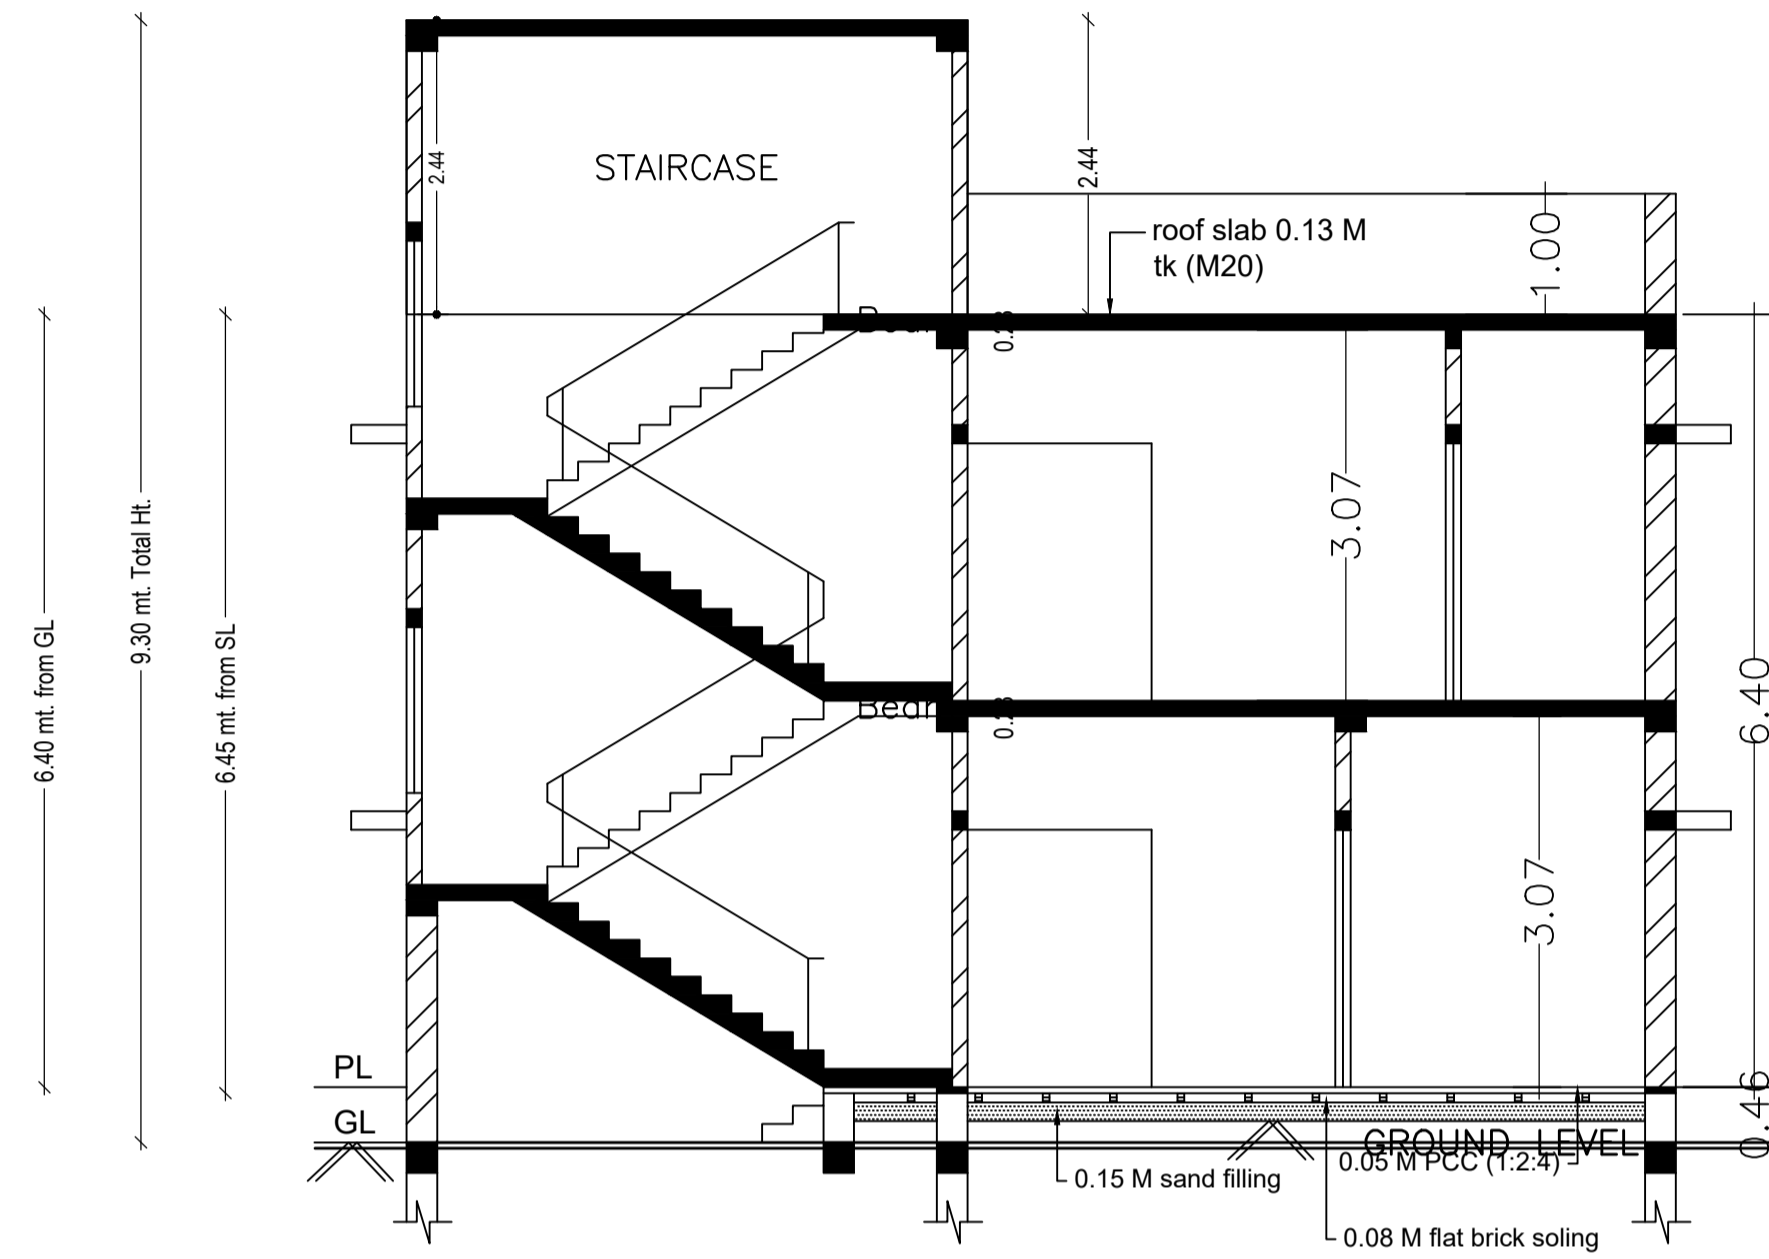 2.44
STAIRCASE
2.44
roof slab 0.13 M
tk (M20)
1.00
3.07
6.40 mt. from GL
9.30 mt. Total Ht.
6.45 mt. from SL
6.40
3.07
PL
GL
0.46
GROUND LEVEL
0.05 M PCC (1:2:4)
0.15 M sand filling
0.08 M flat brick soling